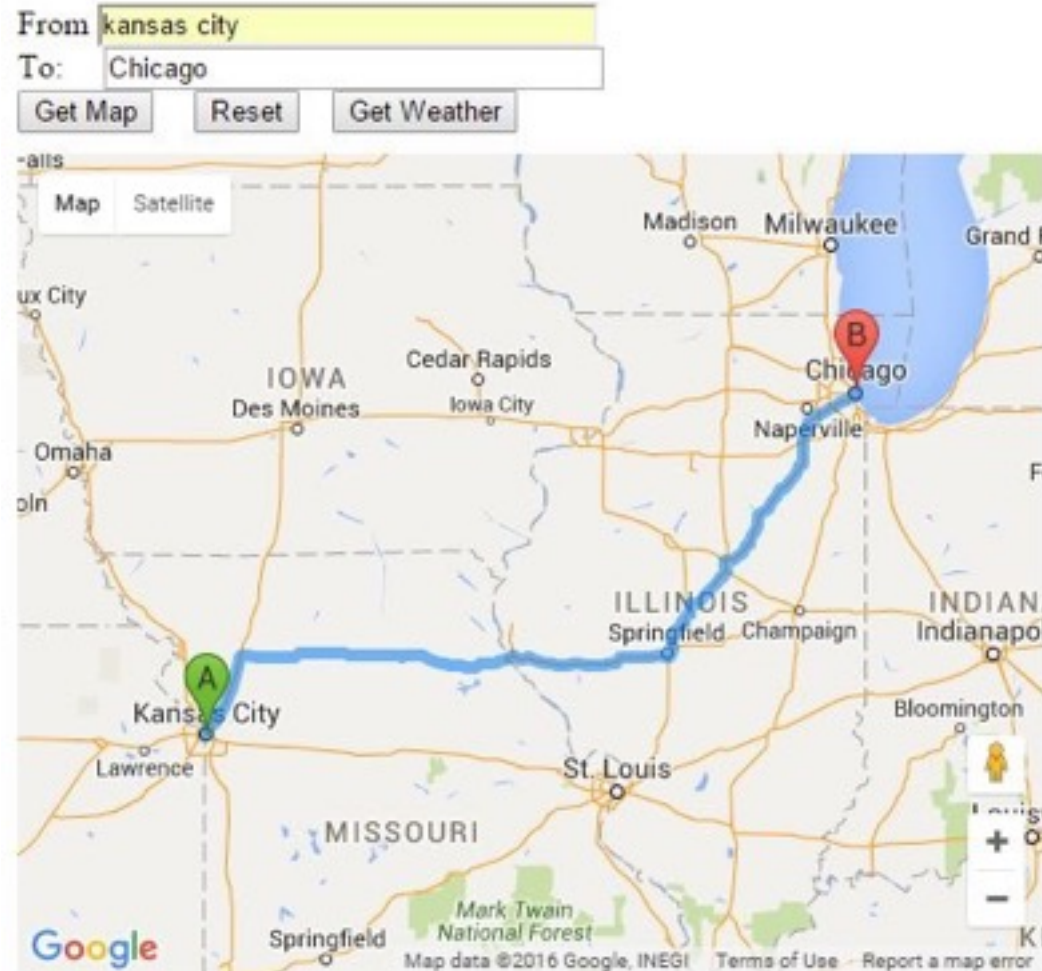 From kansas city
To: Chicago
Get Map Reset Get Weather
-alls
Map Satellite
Madison Milwaukee
Grand
ux City
B
Chicago
Cedar Rapids
IOWA
Des Moines Iowa City
Naperville
Omaha
F
oln
ILLINOIS INDIAN
Springfield Champaign Indianapo
A
Kansas City
Bloomington
Lawrence
St. Louis
MISSOURI
+
Mark Twain
National Forest
−
Google
Springfield
K
Map data ©2016 Google, INEGI Terms of Use Report a map error